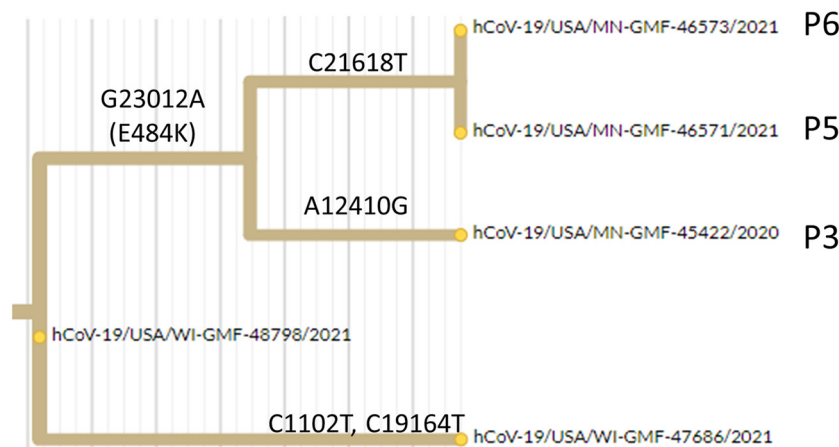 hCoV-19/USA/MN-GMF-46573/2021 P6
C21618T
G23012A
(E484K)
hCoV-19/USA/MN-GMF-46571/2021 P5
A12410G
hCoV-19/USA/MN-GMF-45422/2020 P3
hCoV-19/USA/WI-GMF-48798/2021
C1102T, C19164T
hCoV-19/USA/WI-GMF-47686/2021